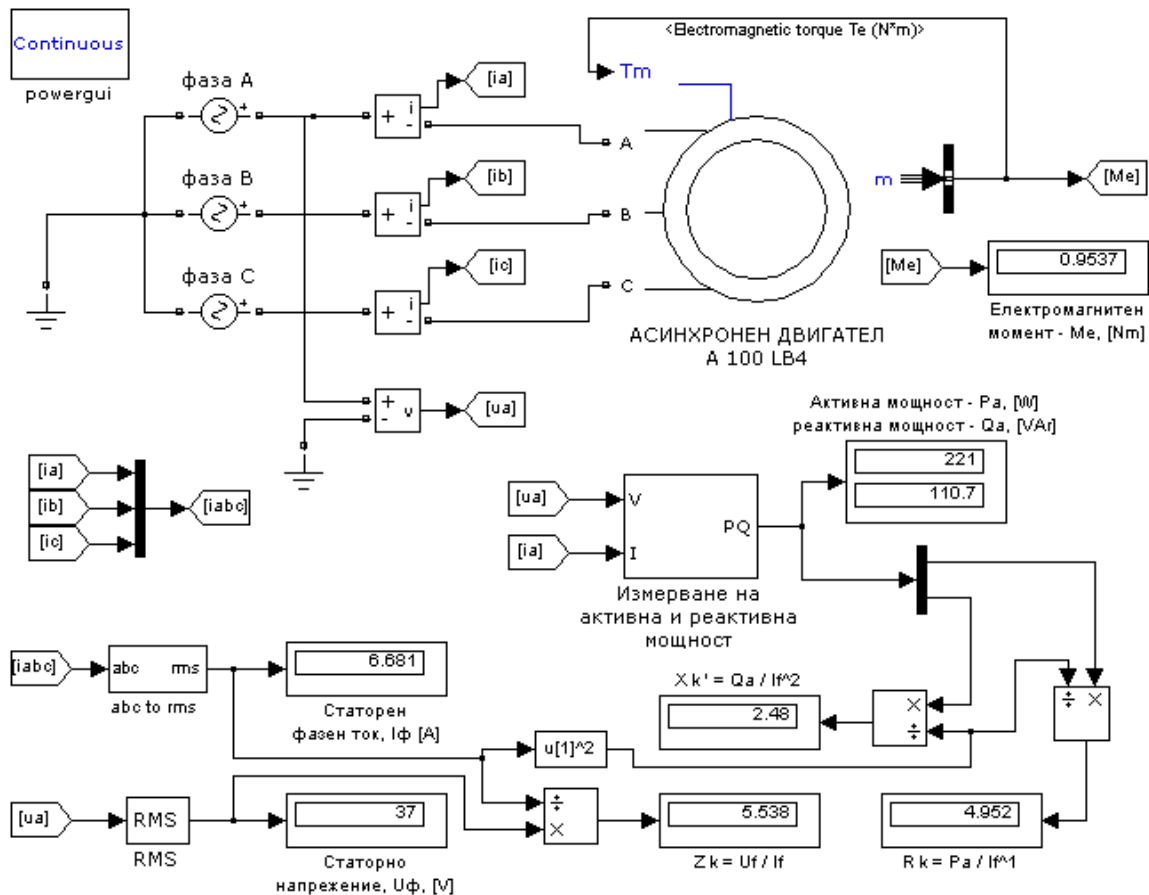 Continuous
powergui
<Electromagnetic torque Te (N*m)>
фаза A
[ia]
Tm
+
i
-
A
фаза B
[ib]
+
i
-
B
m
[Me]
фаза C
[ic]
+
i
-
C
[Me]
0.9537
Електромагнитен
момент - Me, [Nm]
АСИНХРОНЕН ДВИГАТЕЛ
A 100 LB4
+
-
v
[ua]
Активна мощност - Pa, [W]
реактивна мощност - Qa, [VAr]
221
110.7
[ia]
[ib]
[ic]
[iabc]
[ua]
V
PQ
[ia]
I
Измерване на
активна и реактивна
мощност
[iabc]
abc rms
abc to rms
6.681
Статорен
фазен ток, Iф [A]
Xk' = Qa / If^2
2.48
×
÷
÷ ×
u[1]^2
[ua]
RMS
RMS
37
Статорно
напрежение, Uф, [V]
÷
×
5.538
Zk = Uf / If
4.952
Rk = Pa / If^1